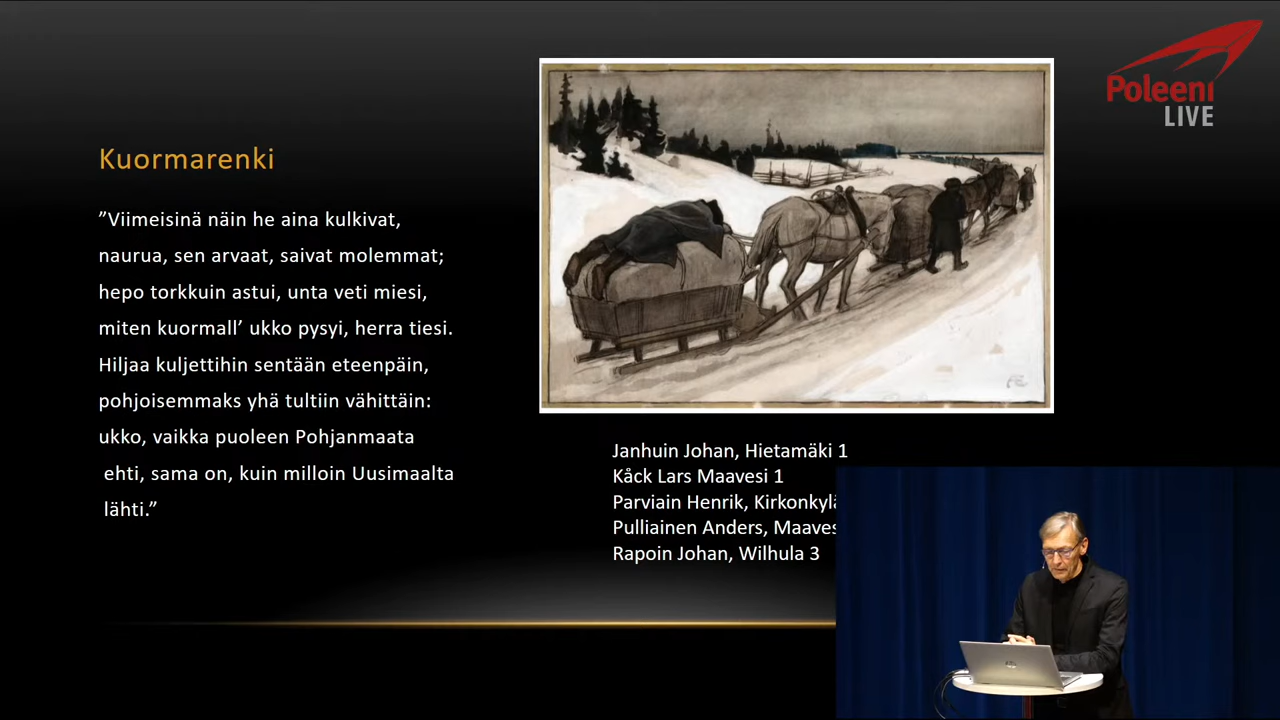 Poleeni
LIVE
Kuormarenki
”Viimeisinä näin he aina kulkivat,
naurua, sen arvaat, saivat molemmat;
hepo torkkuin astui, unta veti miesi,
miten kuormall’ ukko pysyi, herra tiesi.
Hiljaa kuljettihin sentään eteenpäin,
pohjoisemmaks yhä tultiin vähittäin:
ukko, vaikka puoleen Pohjanmaata
ehti, sama on, kuin milloin Uusimaalta
lähti.”
Janhuin Johan, Hietamäki 1
Kåck Lars Maavesi 1
Parviain Henrik, Kirkonkylä
Pulliainen Anders, Maaves
Rapoin Johan, Wilhula 3